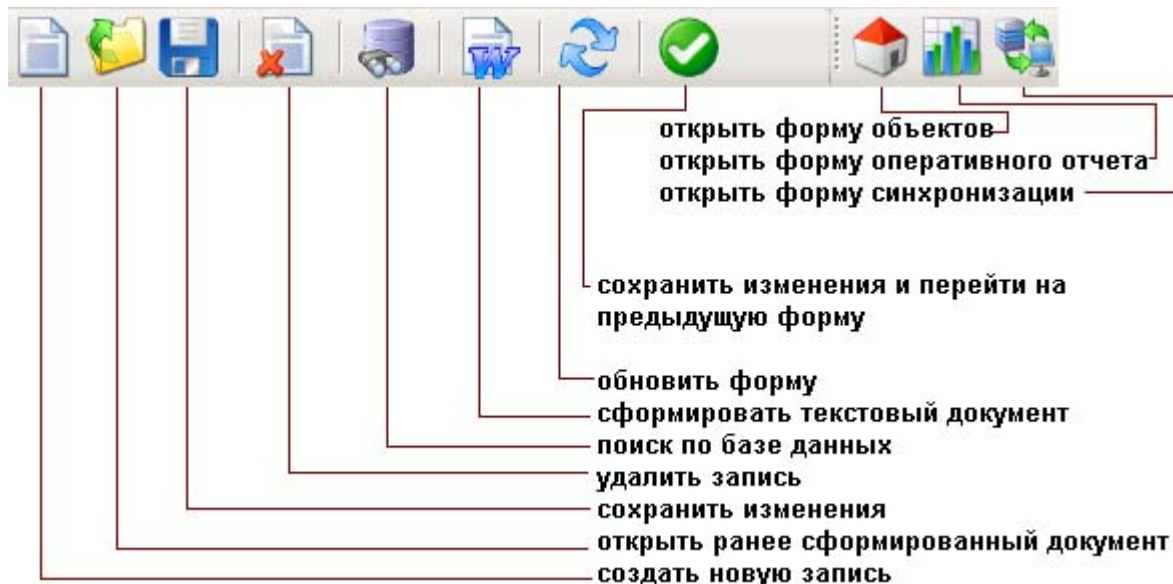 W
открыть форму объектов
открыть форму оперативного отчета
открыть форму синхронизации
сохранить изменения и перейти на
предыдущую форму
обновить форму
сформировать текстовый документ
поиск по базе данных
удалить запись
сохранить изменения
открыть ранее сформированный документ
создать новую запись